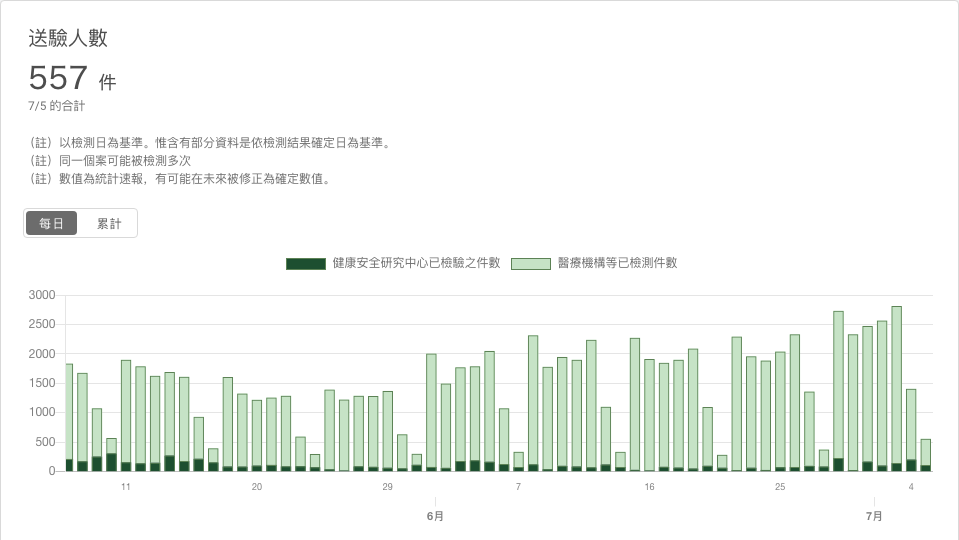 送驗人數
557 件
7/5 的合計
（註）以檢測日為基準。惟含有部分資料是依檢測結果確定日為基準。
（註）同一個案可能被檢測多次
（註）數值為統計速報，有可能在未來被修正為確定數值。
每日 累計
健康安全研究中心已檢驗之件數 醫療機構等已檢測件數
3000
2500
2000
1500
1000
500
0
11 20 29 7 16 25 4
6月 7月